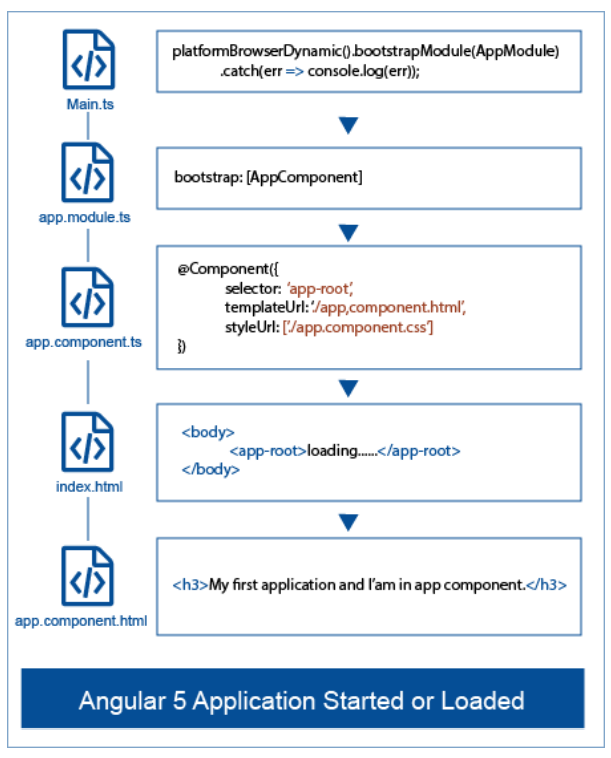 </>
Main.ts
platformBrowserDynamic().bootstrapModule(AppModule)
.catch(err => console.log(err));
</>
app.module.ts
bootstrap: [AppComponent]
</>
app.component.ts
@Component({
selector: 'app-root',
templateUrl: './app,component.html',
styleUrl: ['./app.component.css']
})
</>
index.html
<body>
<app-root>loading......</app-root>
</body>
</>
app.component.html
<h3>My first application and I'am in app component.</h3>
Angular 5 Application Started or Loaded